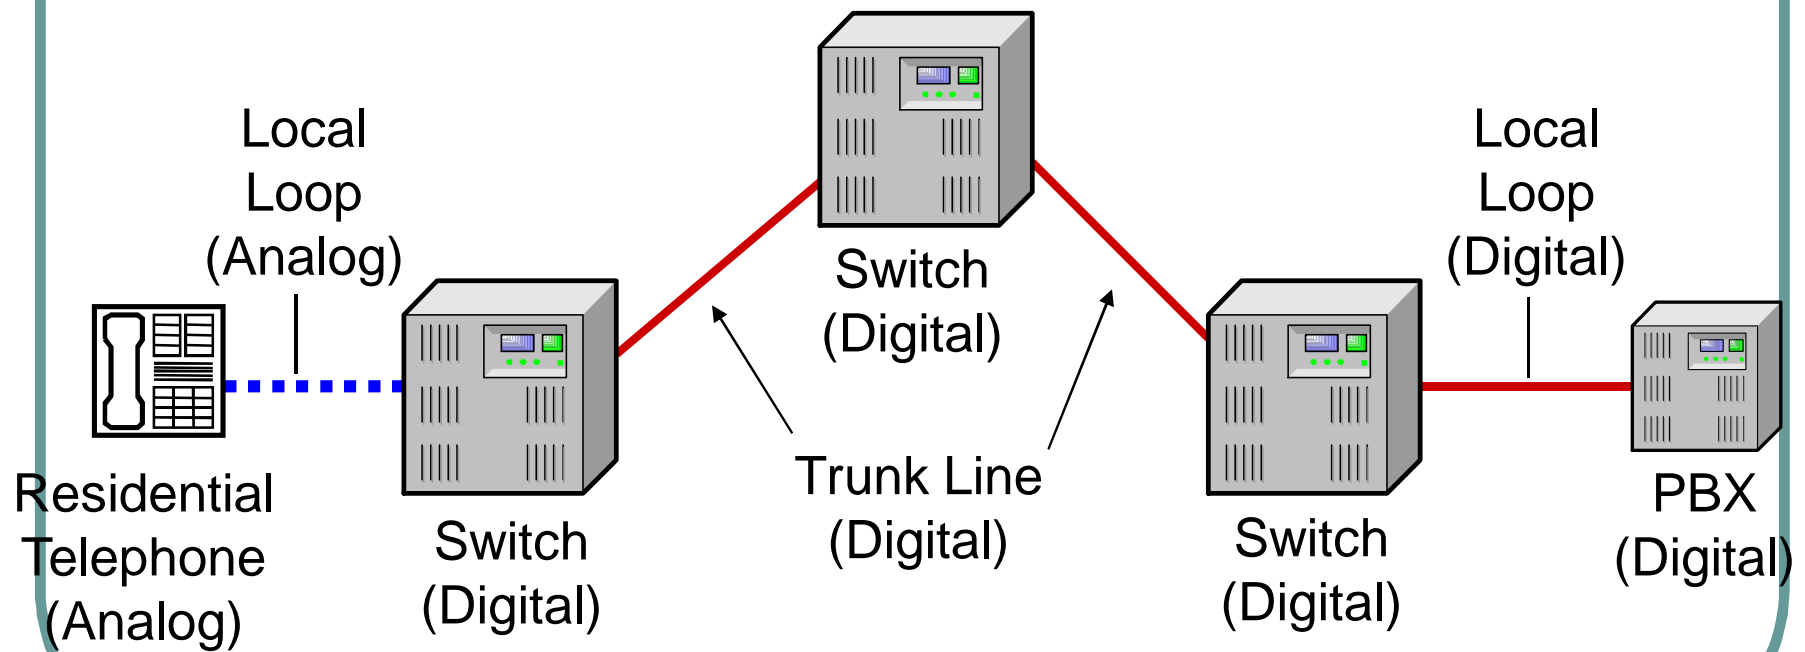 Local
Loop
(Analog)
Residential
Telephone
(Analog)
Switch
(Digital)
Switch
(Digital)
Trunk Line
(Digital)
Switch
(Digital)
Local
Loop
(Digital)
PBX
(Digital)